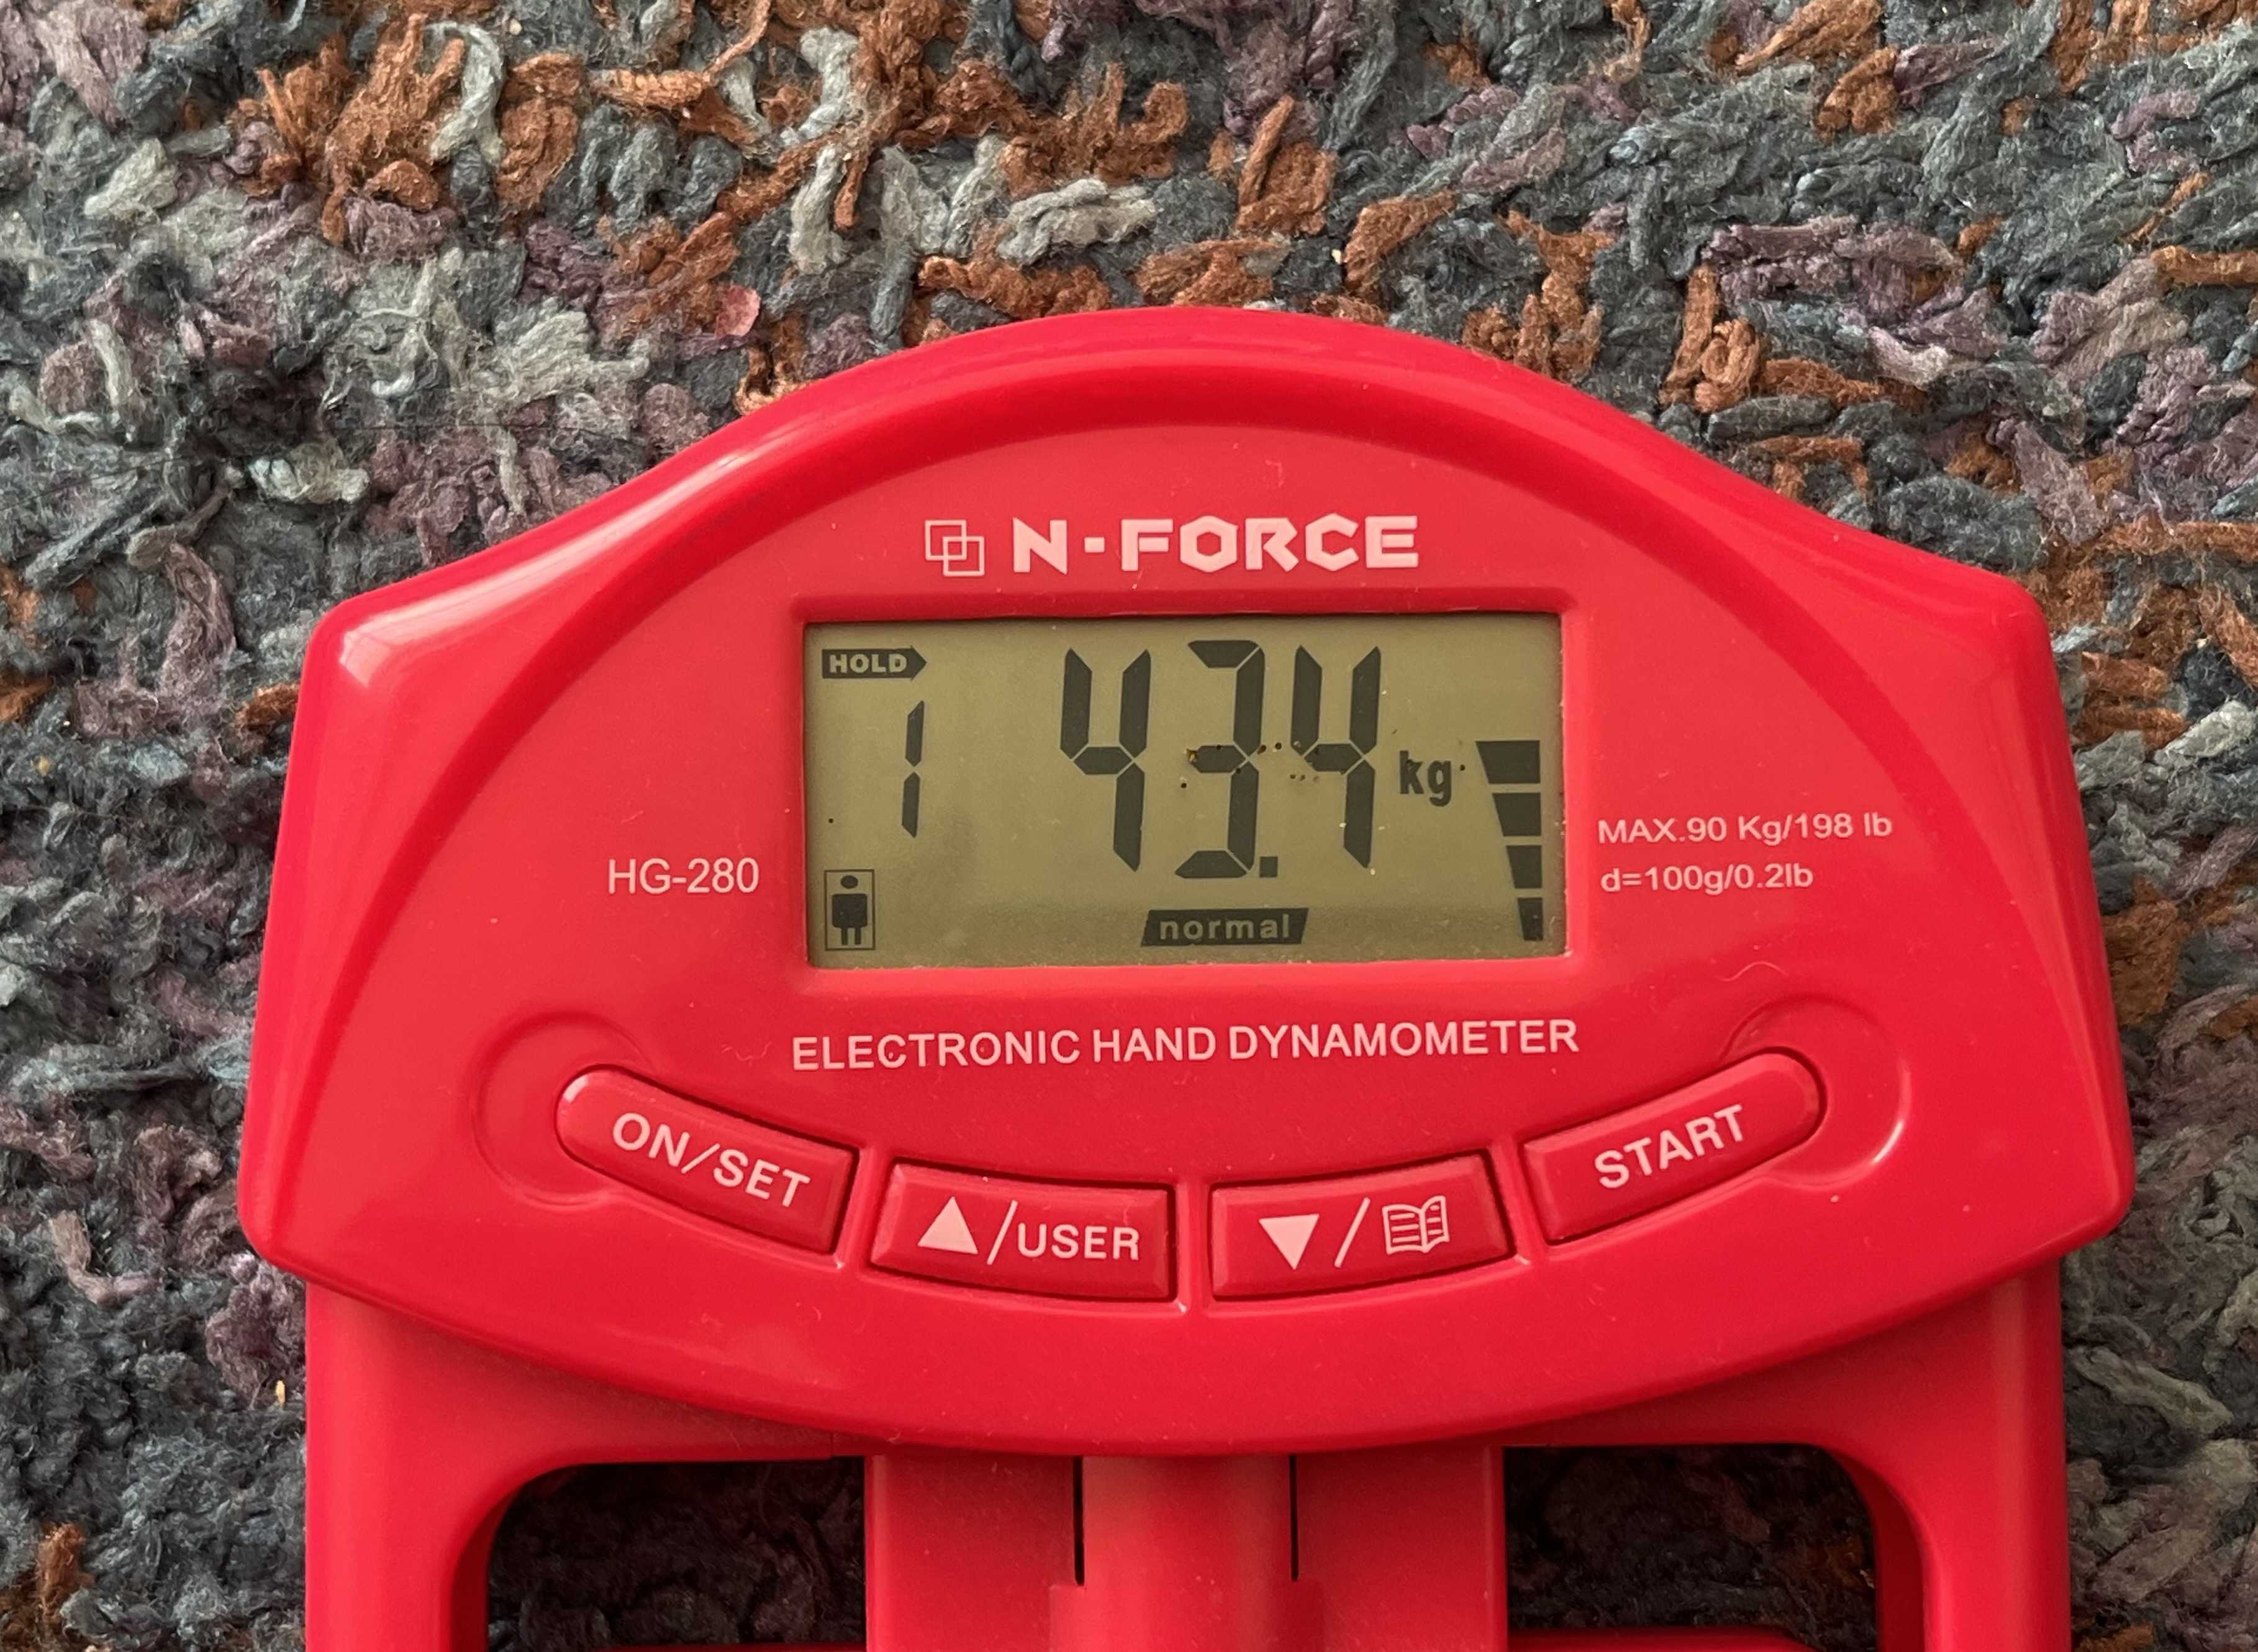 N-FORCE
HOLD
1 43.4 kg
HG-280
normal
MAX.90 Kg/198 lb
d=100g/0.2lb
ELECTRONIC HAND DYNAMOMETER
ON/SET
▲/USER
▼/
START